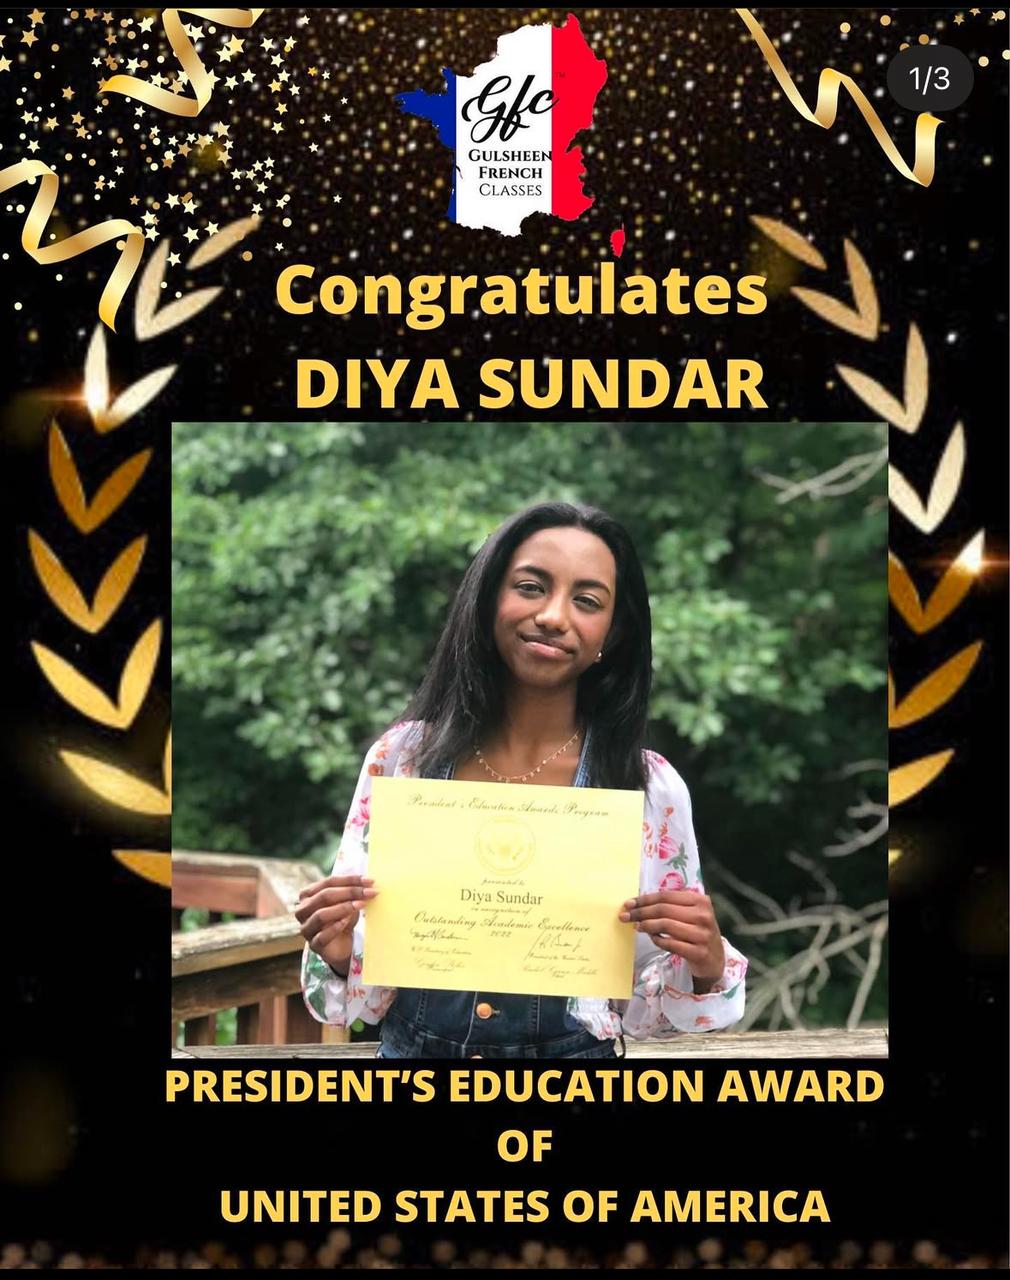 1/3
Gfc
TM
GULSHEEN
FRENCH
CLASSES
Congratulates
DIYA SUNDAR
President's Education Awards Program
presented to
Diya Sundar
in recognition of
Outstanding Academic Excellence
2022
PRESIDENT’S EDUCATION AWARD
OF
UNITED STATES OF AMERICA